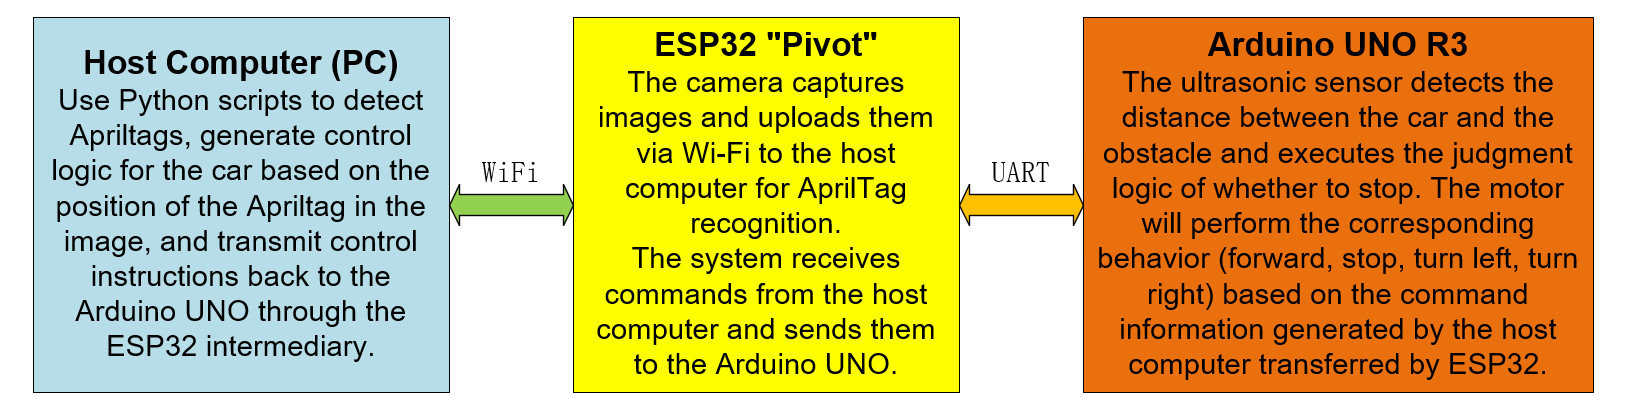 Host Computer (PC)
Use Python scripts to detect
Apriltags, generate control
logic for the car based on the
position of the Apriltag in the
image, and transmit control
instructions back to the
Arduino UNO through the
ESP32 intermediary.
WiFi
ESP32 "Pivot"
The camera captures
images and uploads them
via Wi-Fi to the host
computer for AprilTag
recognition.
The system receives
commands from the host
computer and sends them
to the Arduino UNO.
UART
Arduino UNO R3
The ultrasonic sensor detects the
distance between the car and the
obstacle and executes the judgment
logic of whether to stop. The motor
will perform the corresponding
behavior (forward, stop, turn left, turn
right) based on the command
information generated by the host
computer transferred by ESP32.